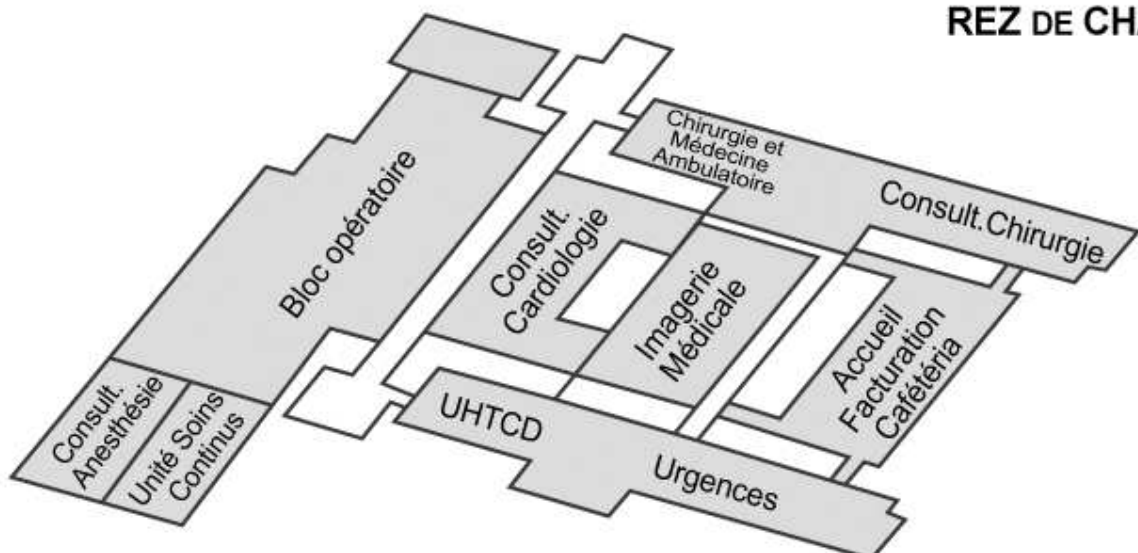 REZ DE CHA
Chirurgie et
Médecine
Ambulatoire
Consult.Chirurgie
Bloc opératoire
Consult.
Cardiologie
Imagerie
Médicale
Accueil
Facturation
Cafétéria
Consult.
Anesthésie
Unité Soins
Continus
UHTCD
Urgences